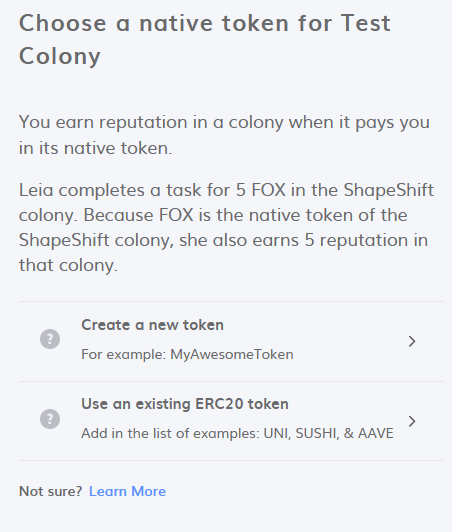 Choose a native token for Test
Colony
You earn reputation in a colony when it pays you
in its native token.
Leia completes a task for 5 FOX in the ShapeShift
colony. Because FOX is the native token of the
ShapeShift colony, she also earns 5 reputation in
that colony.
?
Create a new token
For example: MyAwesomeToken
?
Use an existing ERC20 token
Add in the list of examples: UNI, SUSHI, & AAVE
Not sure? Learn More